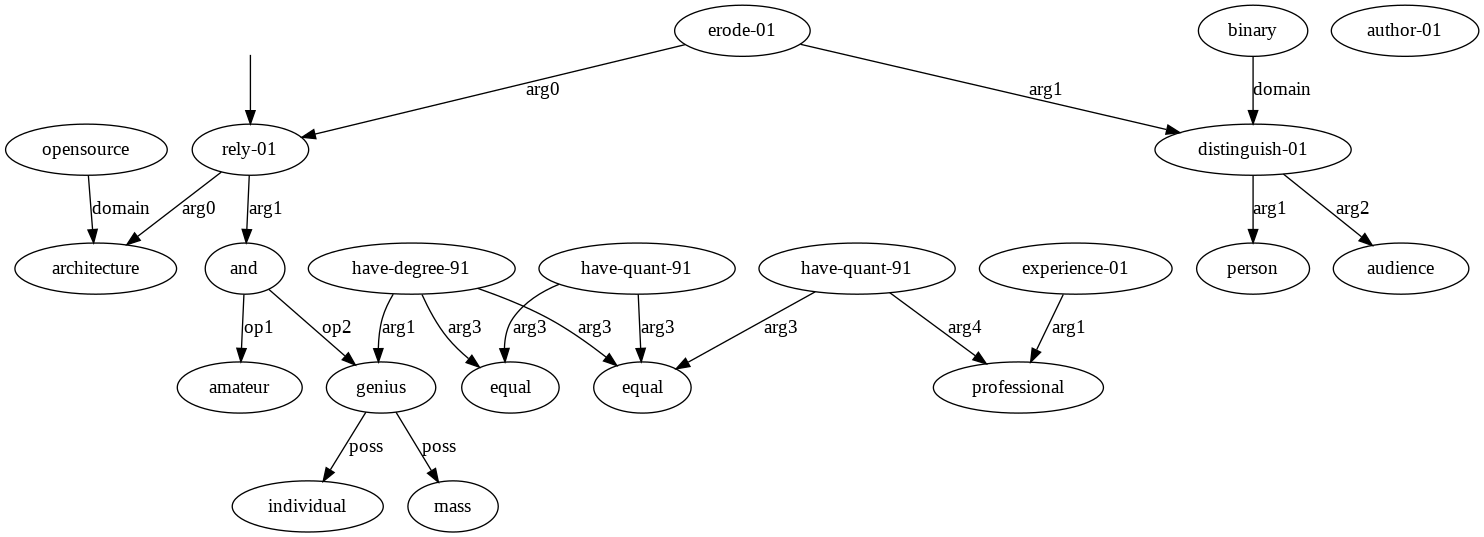 erode-01 binary author-01
arg0 arg1 domain
opensource rely-01 distinguish-01
domain arg0 arg1 arg1 arg2
architecture and have-degree-91 have-quant-91 have-quant-91 experience-01 person audience
op1 op2 arg1 arg3 arg3 arg3 arg3 arg3 arg4 arg1
amateur genius equal equal professional
poss poss
individual mass